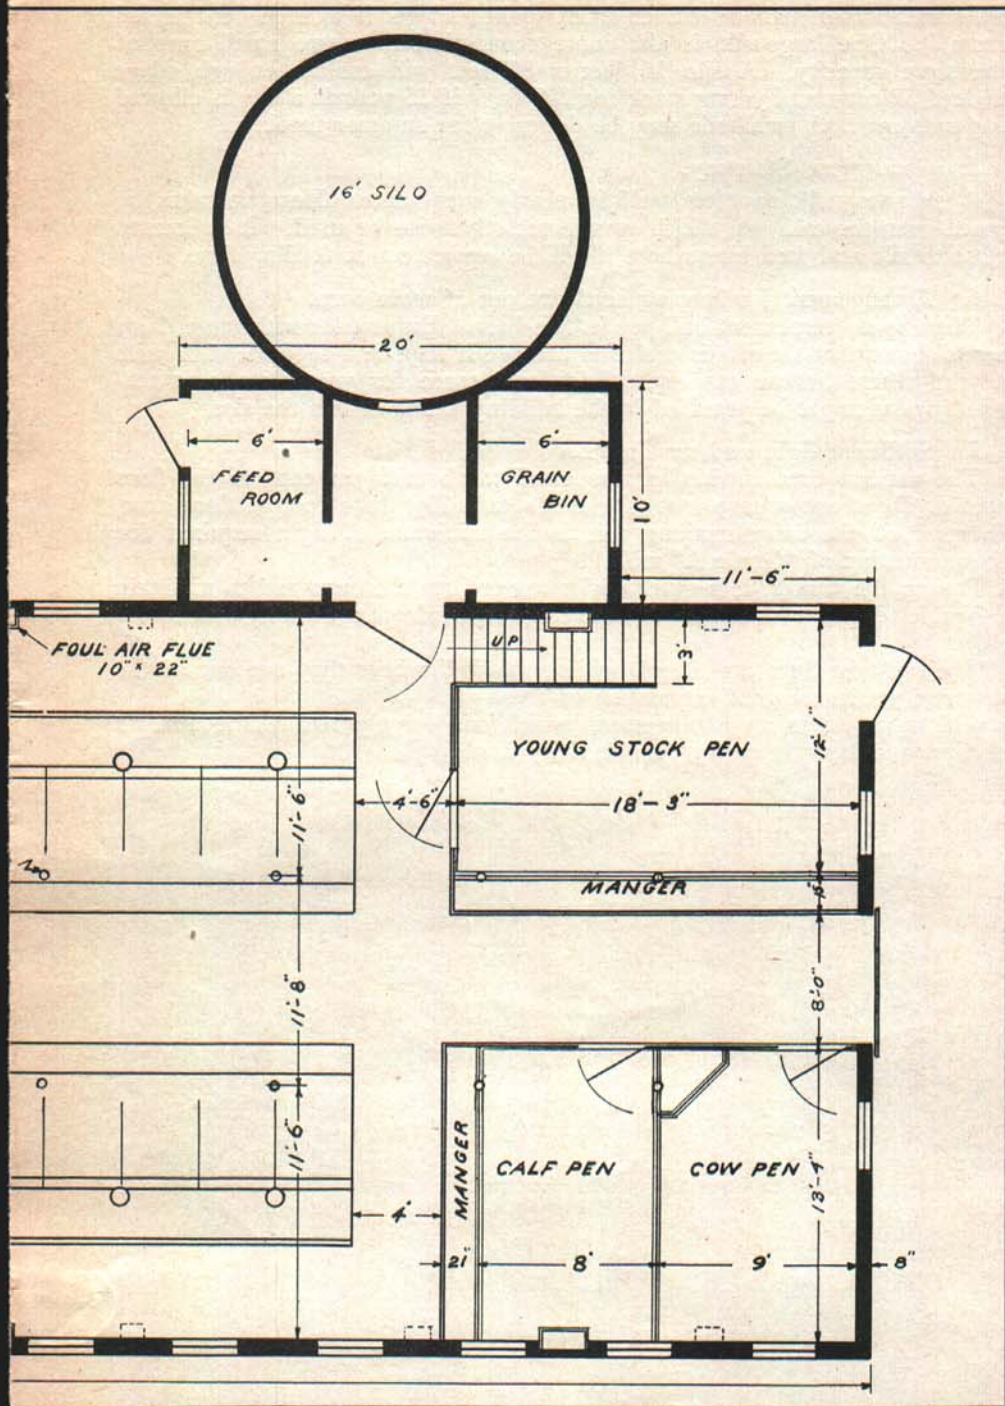 16' SILO
20'
6'
6'
FEED
ROOM
GRAIN
BIN
10'
11'-6"
FOUL AIR FLUE
10" x 22"
UP
3'
YOUNG STOCK PEN
12'-1"
4'-6"
18'-3"
11'-6"
MANGER
11'-8"
8'-0"
MANGER
CALF PEN
COW PEN
11'-6"
13'-4"
4'
21"
8'
9'
8"